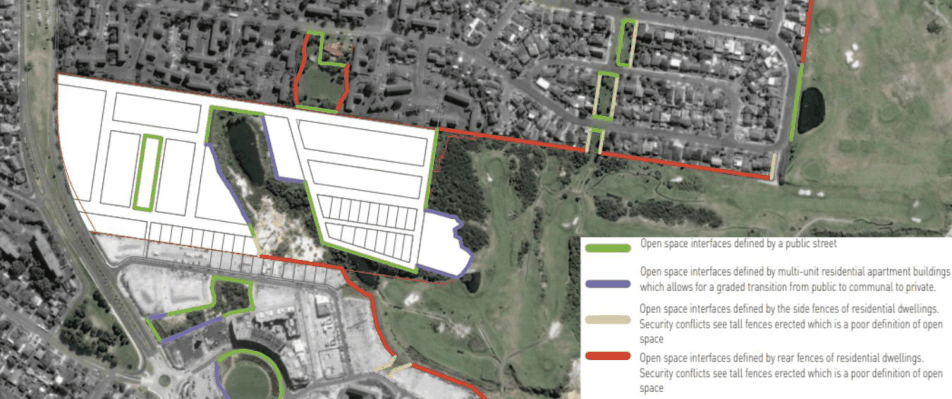 Open space interfaces defined by a public street
Open space interfaces defined by multi-unit residential apartment buildings
which allows for a graded transition from public to communal to private.
Open space interfaces defined by the side fences of residential dwellings.
Security conflicts see tall fences erected which is a poor definition of open
space
Open space interfaces defined by rear fences of residential dwellings.
Security conflicts see tall fences erected which is a poor definition of open
space